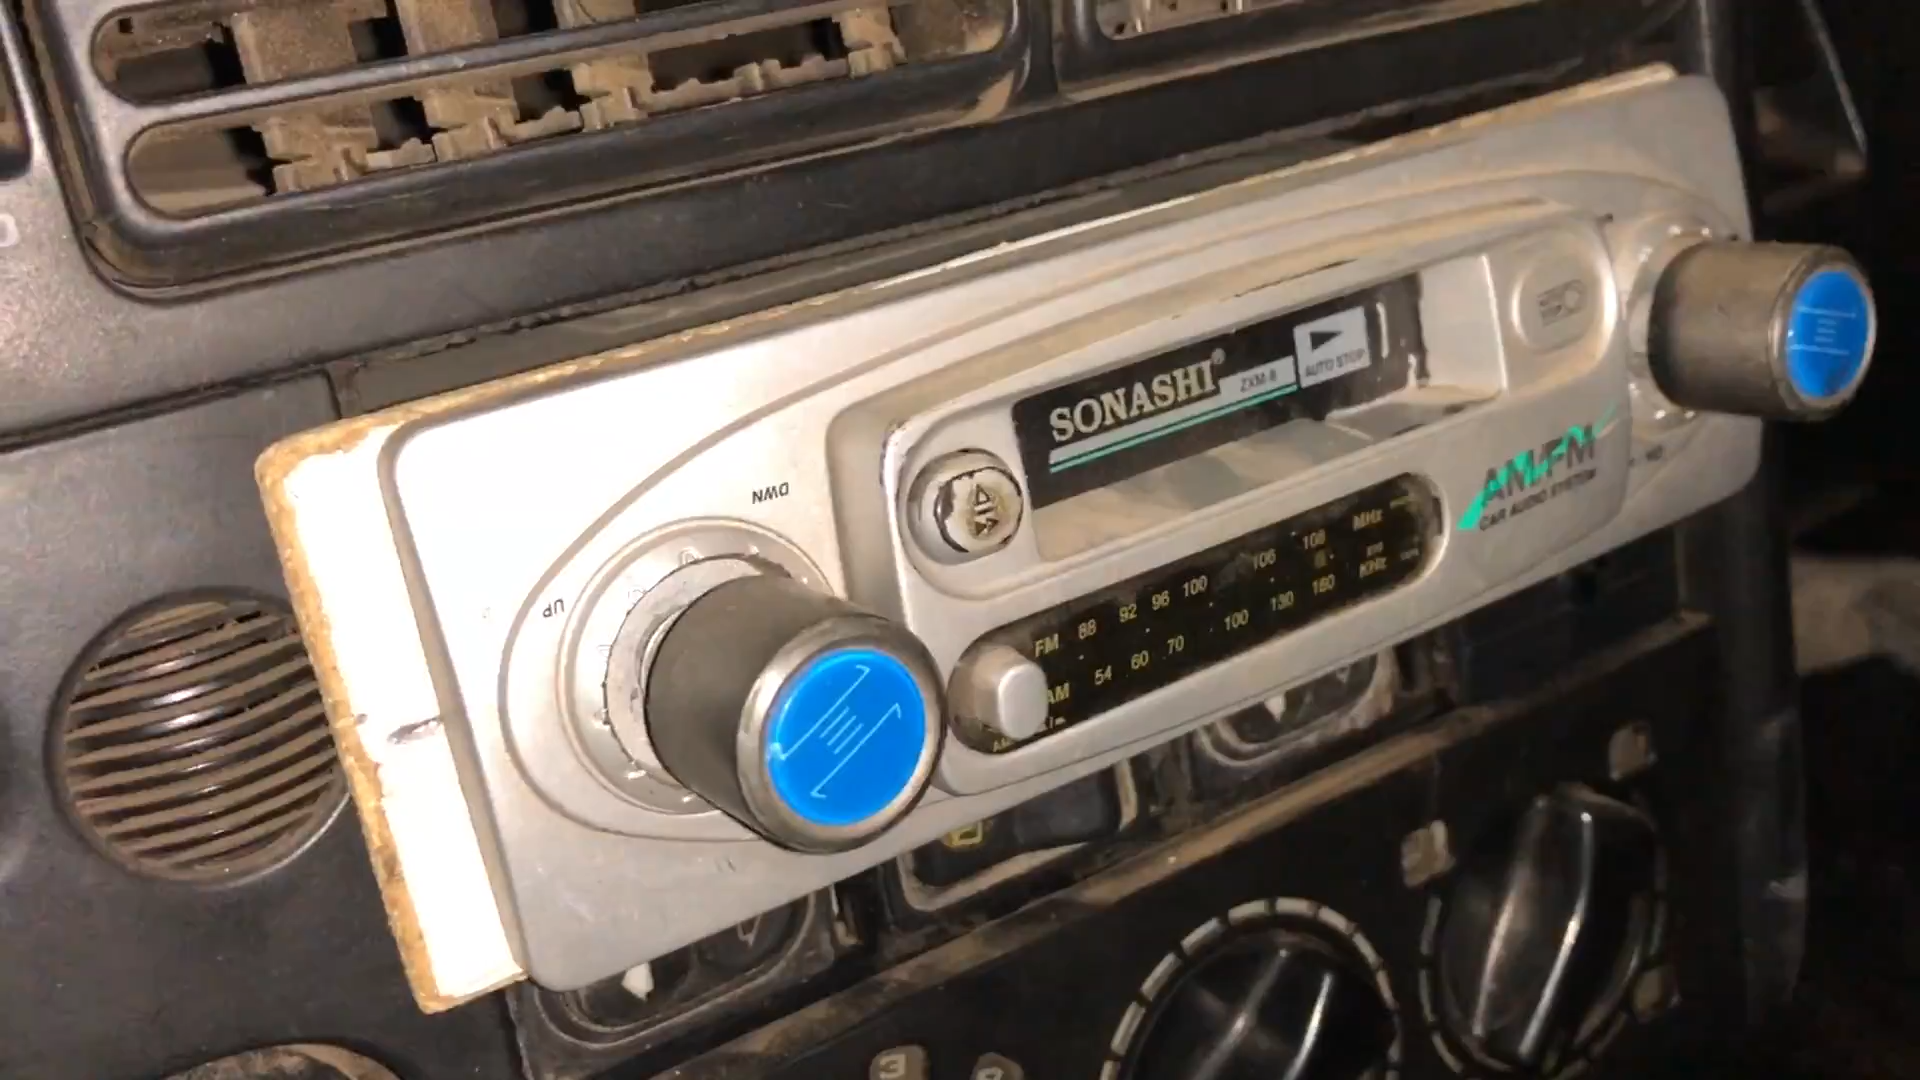 SONASHI®
ZXM-8
AUTO STOP
AM/FM
CAR AUDIO SYSTEM
DWN
UP
FM 88 92 96 100 106 108 MHz
AM 54 60 70 100 130 160 KHz
3